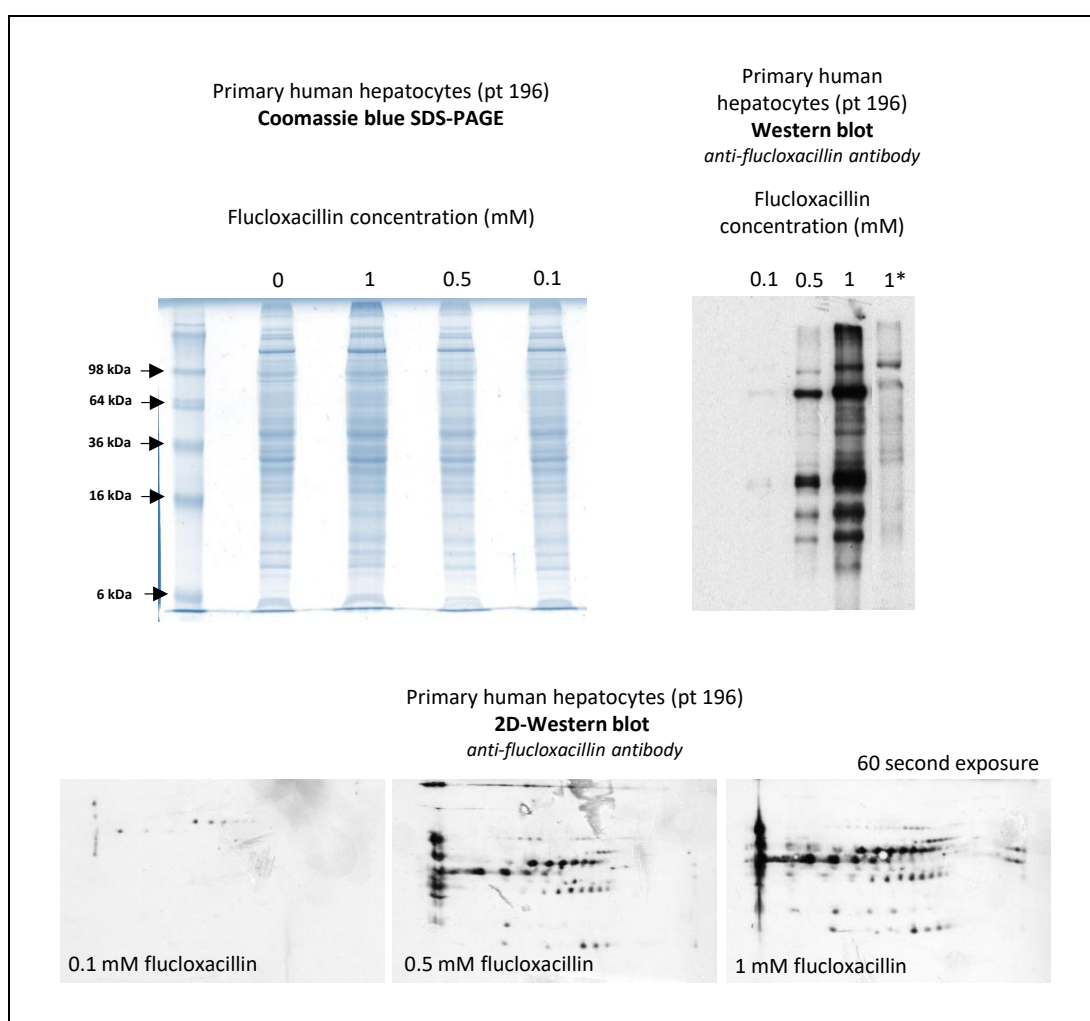 Primary human hepatocytes (pt 196)
Coomassie blue SDS-PAGE
Flucloxacillin concentration (mM)
0 1 0.5 0.1
98 kDa
64 kDa
36 kDa
16 kDa
6 kDa
Primary human
hepatocytes (pt 196)
Western blot
anti-flucloxacillin antibody
Flucloxacillin
concentration (mM)
0.1 0.5 1 1*
Primary human hepatocytes (pt 196)
2D-Western blot
anti-flucloxacillin antibody
60 second exposure
0.1 mM flucloxacillin
0.5 mM flucloxacillin
1 mM flucloxacillin